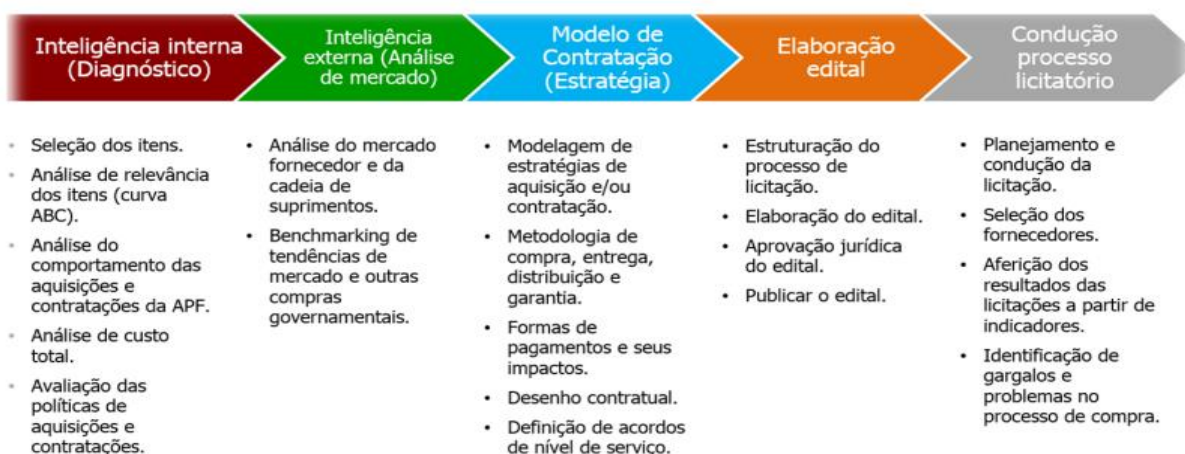 Inteligência interna
(Diagnóstico)
Inteligência
externa (Análise
de mercado)
Modelo de
Contratação
(Estratégia)
Elaboração
edital
Condução
processo
licitatório
• Seleção dos itens.
• Análise de relevância
dos itens (curva
ABC).
• Análise do
comportamento das
aquisições e
contratações da APF.
• Análise de custo
total.
• Avaliação das
políticas de
aquisições e
contratações.
• Análise do mercado
fornecedor e da
cadeia de
suprimentos.
• Benchmarking de
tendências de
mercado e outras
compras
governamentais.
• Modelagem de
estratégias de
aquisição e/ou
contratação.
• Metodologia de
compra, entrega,
distribuição e
garantia.
• Formas de
pagamentos e seus
impactos.
• Desenho contratual.
• Definição de acordos
de nível de serviço.
• Estruturação do
processo de
licitação.
• Elaboração do edital.
• Aprovação jurídica
do edital.
• Publicar o edital.
• Planejamento e
condução da
licitação.
• Seleção dos
fornecedores.
• Aferição dos
resultados das
licitações a partir de
indicadores.
• Identificação de
gargalos e
problemas no
processo de compra.